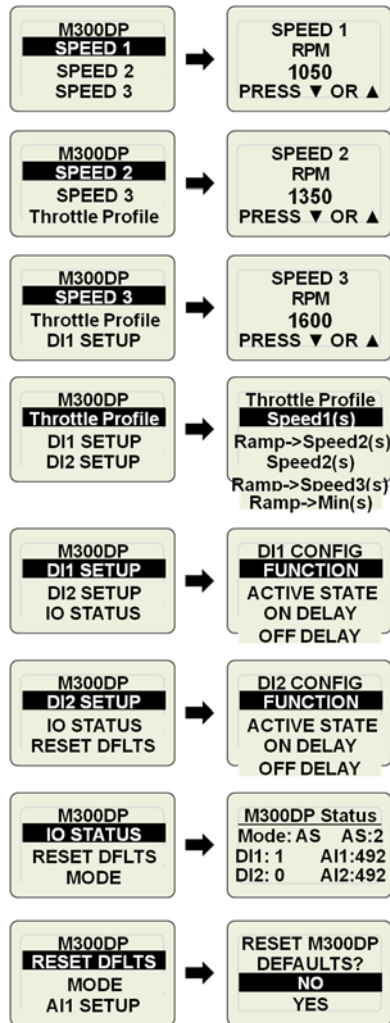 M300DP
SPEED 1
SPEED 2
SPEED 3
SPEED 1
RPM
1050
PRESS ▼ OR ▲
M300DP
SPEED 2
SPEED 3
Throttle Profile
SPEED 2
RPM
1350
PRESS ▼ OR ▲
M300DP
SPEED 3
Throttle Profile
DI1 SETUP
SPEED 3
RPM
1600
PRESS ▼ OR ▲
M300DP
Throttle Profile
DI1 SETUP
DI2 SETUP
Throttle Profile
Speed1(s)
Ramp->Speed2(s)
Speed2(s)
Ramp->Speed3(s)
Ramp->Min(s)
M300DP
DI1 SETUP
DI2 SETUP
IO STATUS
DI1 CONFIG
FUNCTION
ACTIVE STATE
ON DELAY
OFF DELAY
M300DP
DI2 SETUP
IO STATUS
RESET DFLTS
DI2 CONFIG
FUNCTION
ACTIVE STATE
ON DELAY
OFF DELAY
M300DP
IO STATUS
RESET DFLTS
MODE
M300DP Status
Mode: AS AS:2
DI1: 1 AI1:492
DI2: 0 AI2:492
M300DP
RESET DFLTS
MODE
AI1 SETUP
RESET M300DP
DEFAULTS?
NO
YES